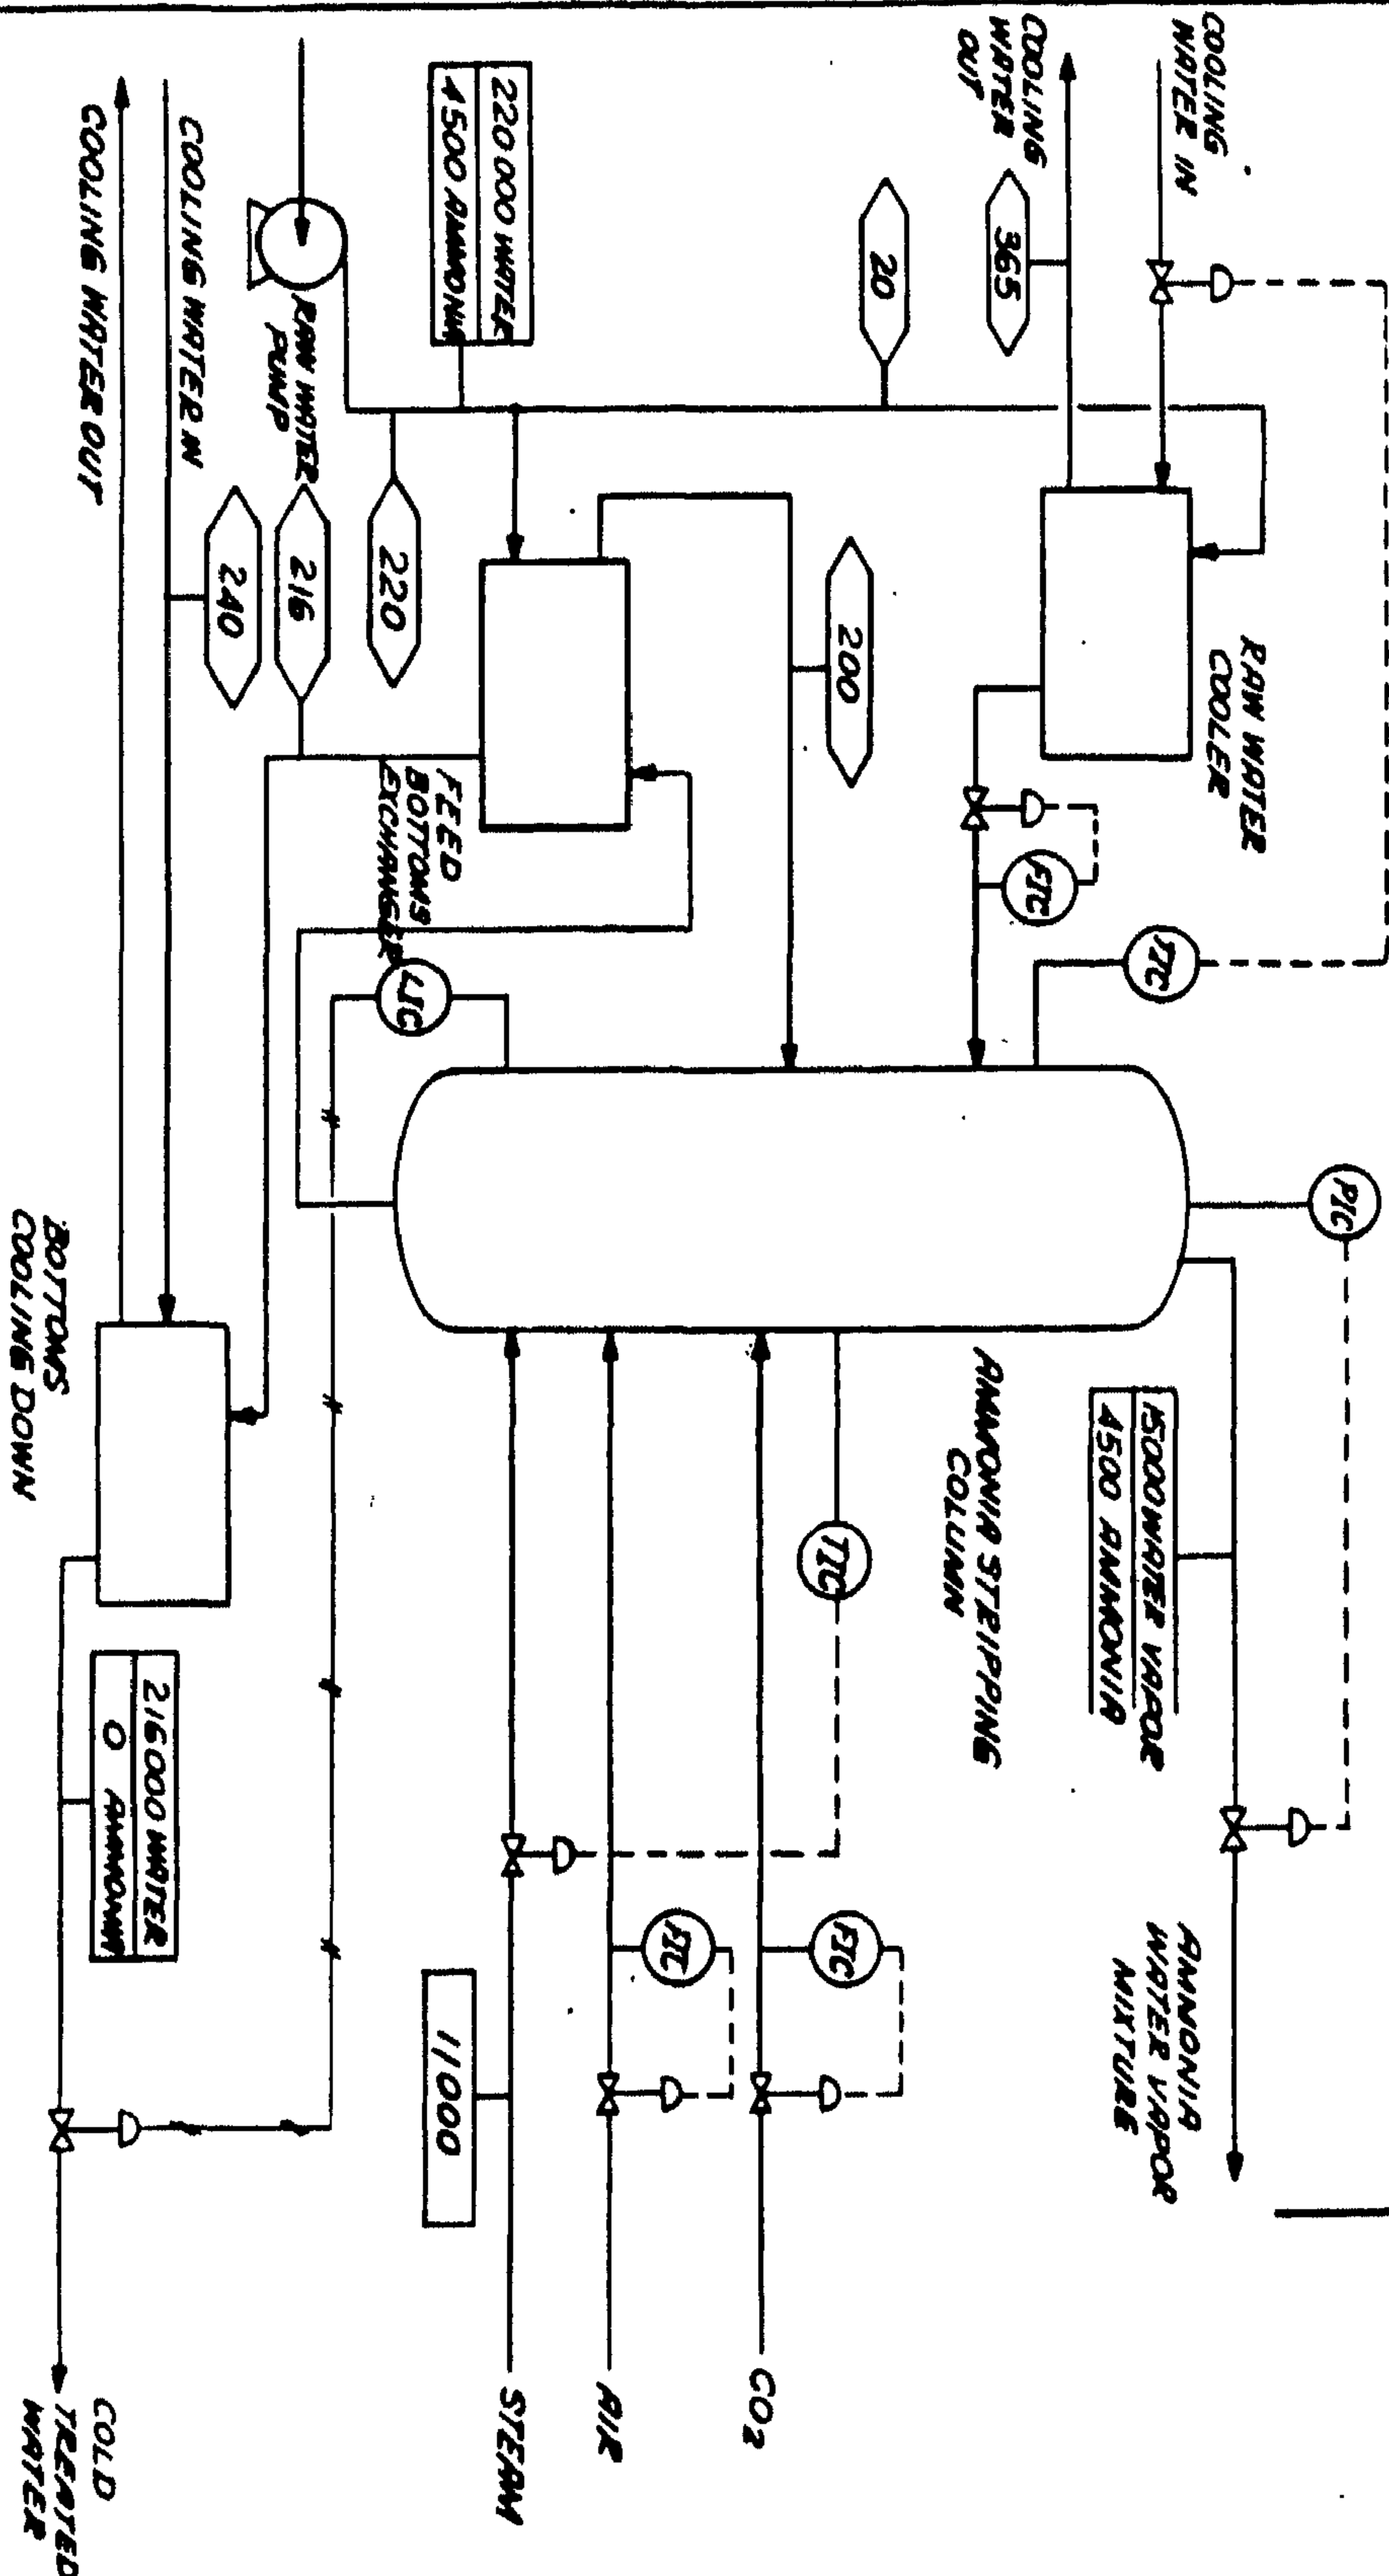 COOLING
WATER IN
COOLING
WATER
OUT
365
20
RAW WATER
COOLER
FIC
TIC
PIC
200
220 000 WATER
4500 AMMONIA
RAW WATER
PUMP
220
216
240
COOLING WATER IN
COOLING WATER OUT
FEED
BOTTOMS
EXCHANGER
LIC
AMMONIA STRIPPING
COLUMN
15000 WATER VAPOR
4500 AMMONIA
AMMONIA
WATER VAPOR
MIXTURE
TIC
FIC
FIC
CO2
AIR
STEAM
11000
BOTTOMS
COOLING DOWN
216000 WATER
0 AMMONIA
COLD
TREATED
WATER